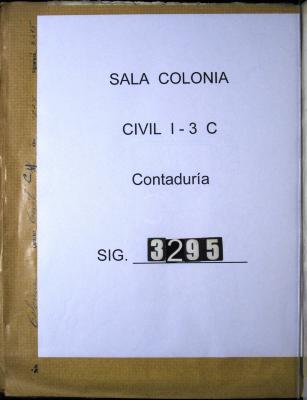 SALA COLONIA
CIVIL I - 3 C
Contaduría
SIG. 3295